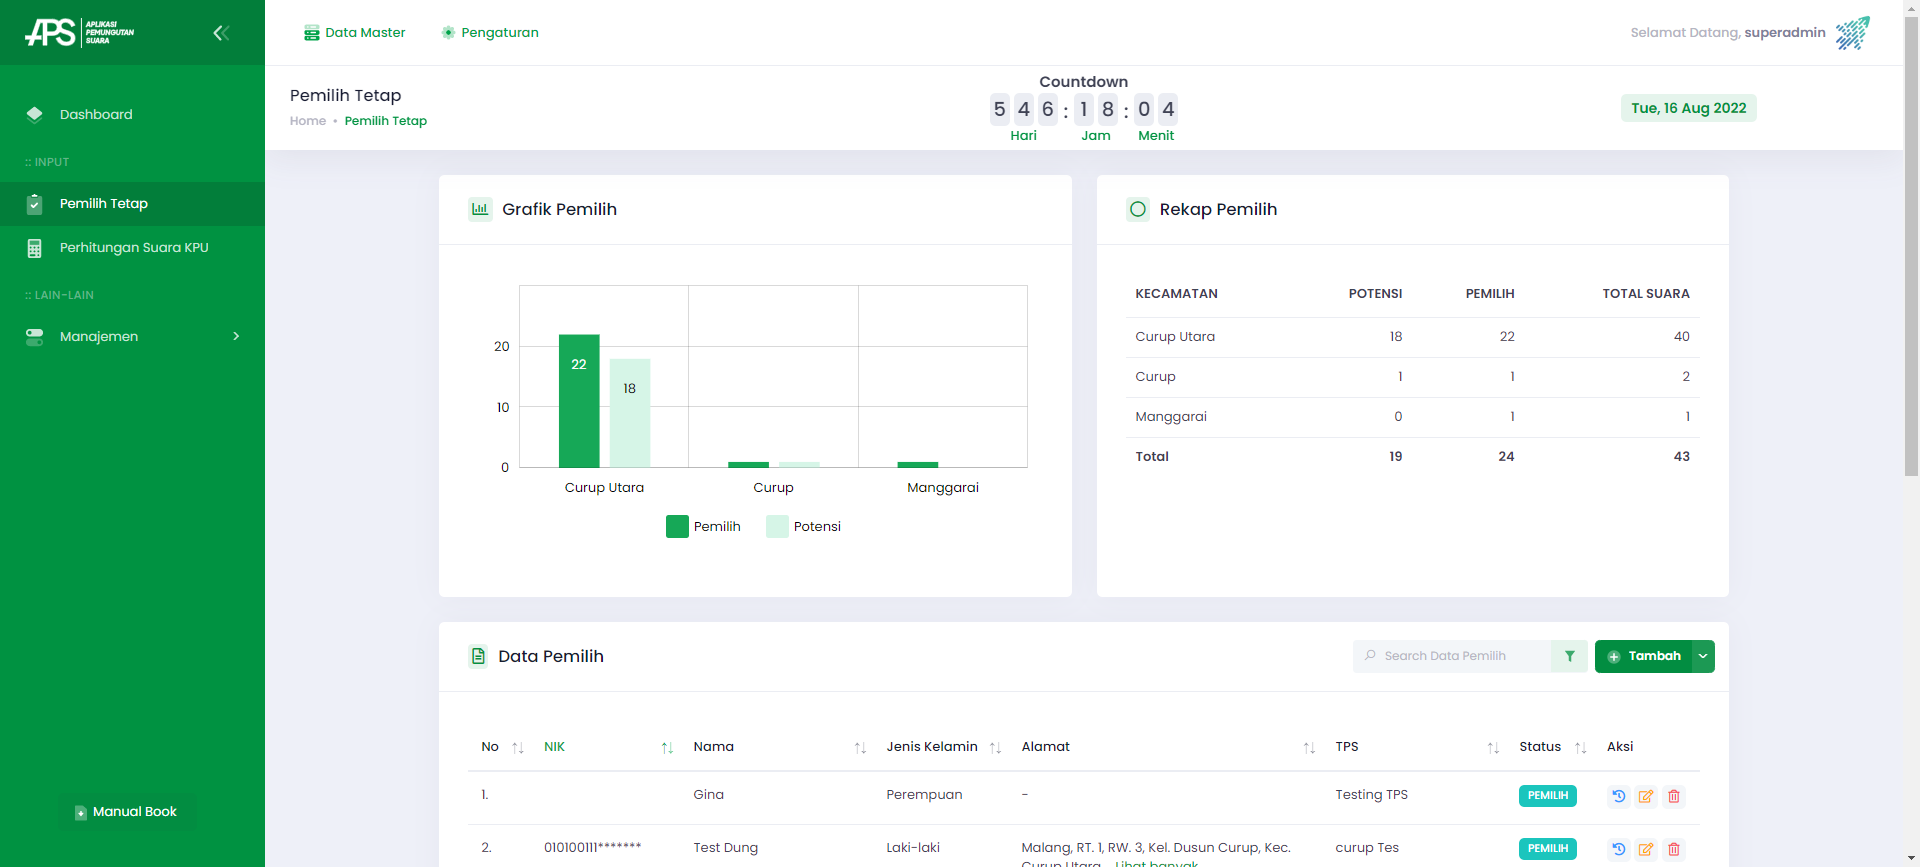 APS APLIKASI PEMUNGUTAN SUARA
Data Master
Pengaturan
Selamat Datang, superadmin
Pemilih Tetap
Home • Pemilih Tetap
Countdown
5 4 6 : 1 8 : 0 4
Hari Jam Menit
Tue, 16 Aug 2022
Dashboard
:: INPUT
Pemilih Tetap
Perhitungan Suara KPU
:: LAIN-LAIN
Manajemen
Manual Book
Grafik Pemilih
20
10
0
22
18
Curup Utara Curup Manggarai
Pemilih Potensi
Rekap Pemilih
KECAMATAN POTENSI PEMILIH TOTAL SUARA
Curup Utara 18 22 40
Curup 1 1 2
Manggarai 0 1 1
Total 19 24 43
Data Pemilih
Search Data Pemilih
Tambah
No NIK Nama Jenis Kelamin Alamat TPS Status Aksi
1. Gina Perempuan - Testing TPS PEMILIH
2. 010100111******* Test Dung Laki-laki Malang, RT. 1, RW. 3, Kel. Dusun Curup, Kec. curup Tes PEMILIH
Curup Utara... Lihat banyak